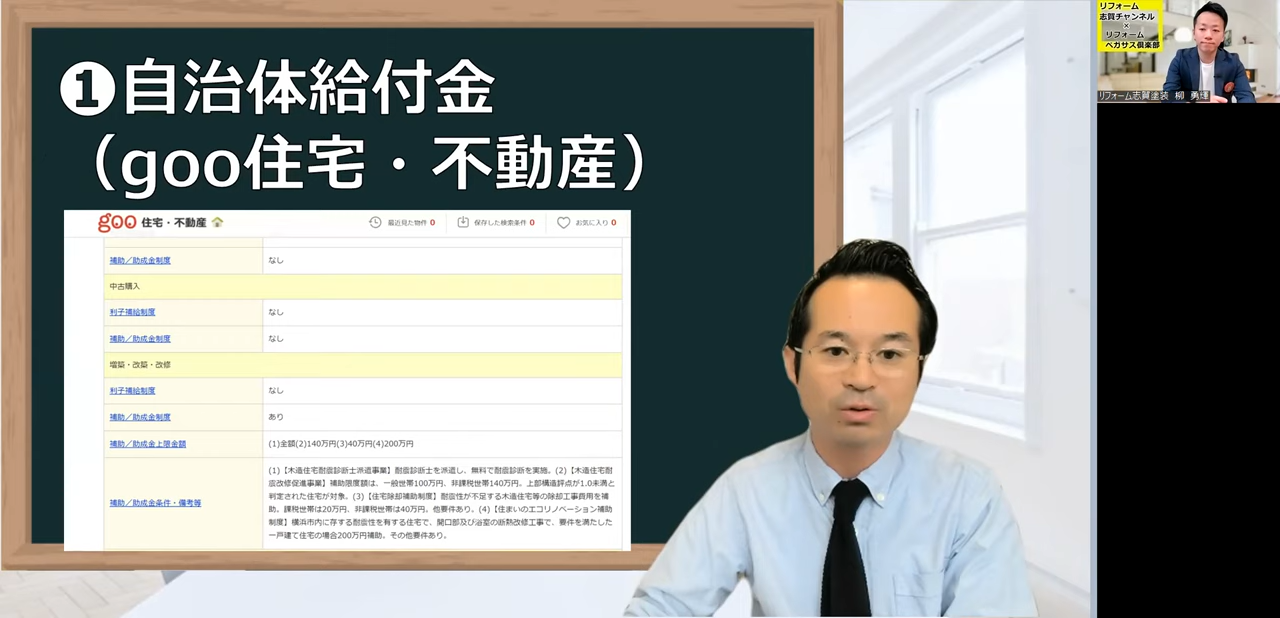 ❶自治体給付金
（goo住宅・不動産）
goo 住宅・不動産
最近見た物件 0
保存した検索条件 0
お気に入り 0
補助／助成金制度
なし
中古購入
利子補給制度
なし
補助／助成金制度
なし
増築・改築・改修
利子補給制度
なし
補助／助成金制度
あり
補助／助成金上限金額
(1)全額(2)140万円(3)40万円(4)200万円
補助／助成金条件・備考等
(1)【木造住宅耐震診断士派遣事業】耐震診断士を派遣し、無料で耐震診断を実施。(2)【木造住宅耐
震改修促進事業】補助限度額は、一般世帯100万円、非課税世帯140万円。上部構造評点が1.0未満と
判定された住宅が対象。(3)【住宅除却補助制度】耐震性が不足する木造住宅等の除却工事費用を補
助。課税世帯は20万円、非課税世帯は40万円。他要件あり。(4)【住まいのエコリノベーション補助
制度】横浜市内に存する耐震性を有する住宅で、開口部及び浴室の断熱改修工事で、要件を満たした
一戸建て住宅の場合200万円補助。その他要件あり。
リフォーム
志賀チャンネル
×
リフォーム
ペガサス倶楽部
リフォーム志賀塗装 柳 勇輝